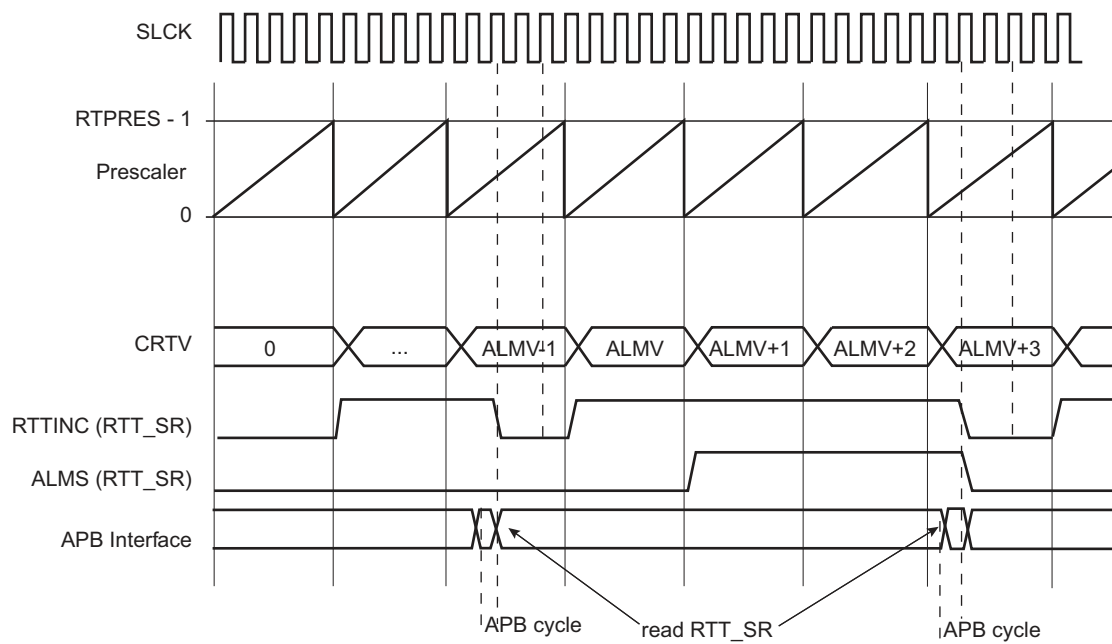 SLCK
RTPRES - 1
Prescaler
0
CRTV
0 ... ALMV-1 ALMV ALMV+1 ALMV+2 ALMV+3
RTTINC (RTT_SR)
ALMS (RTT_SR)
APB Interface
APB cycle read RTT_SR APB cycle